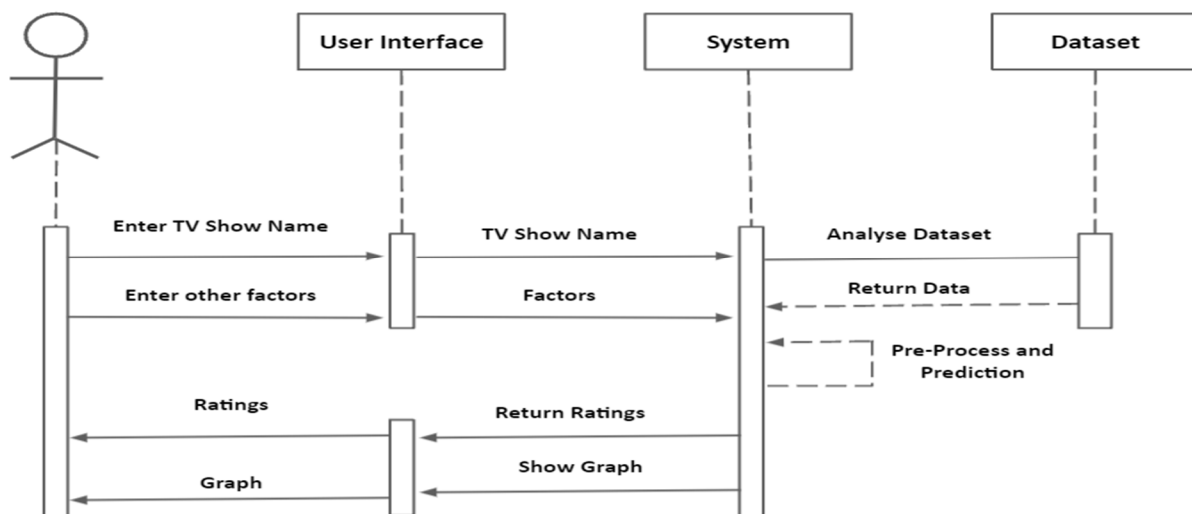 User Interface
System
Dataset
Enter TV Show Name
TV Show Name
Analyse Dataset
Enter other factors
Factors
Return Data
Pre-Process and
Prediction
Ratings
Return Ratings
Graph
Show Graph